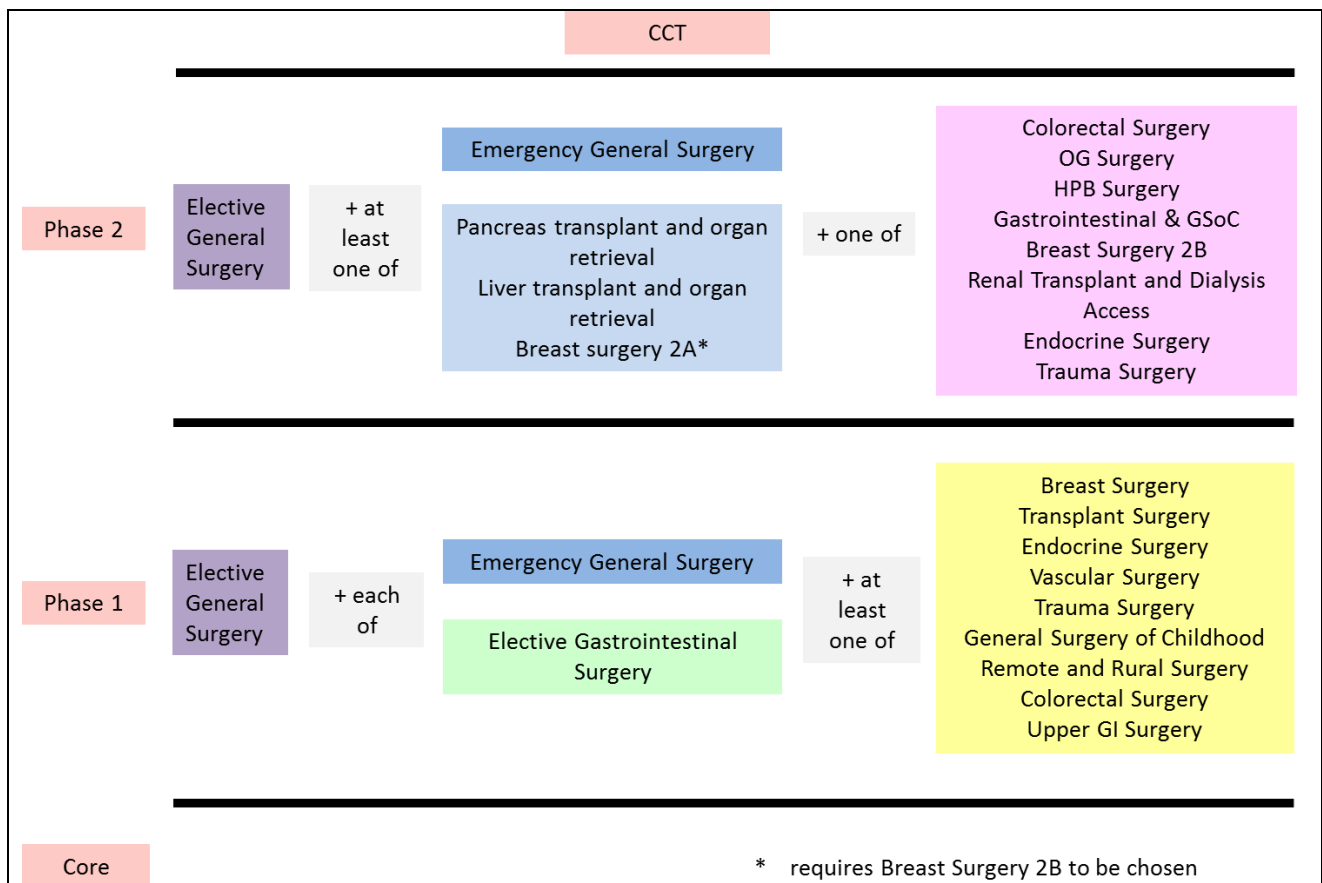 CCT
Phase 2
Elective
General
Surgery
+ at
least
one of
Emergency General Surgery
Pancreas transplant and organ
retrieval
Liver transplant and organ
retrieval
Breast surgery 2A*
+ one of
Colorectal Surgery
OG Surgery
HPB Surgery
Gastrointestinal & GSoC
Breast Surgery 2B
Renal Transplant and Dialysis
Access
Endocrine Surgery
Trauma Surgery
Phase 1
Elective
General
Surgery
+ each
of
Emergency General Surgery
Elective Gastrointestinal
Surgery
+ at
least
one of
Breast Surgery
Transplant Surgery
Endocrine Surgery
Vascular Surgery
Trauma Surgery
General Surgery of Childhood
Remote and Rural Surgery
Colorectal Surgery
Upper GI Surgery
Core
* requires Breast Surgery 2B to be chosen